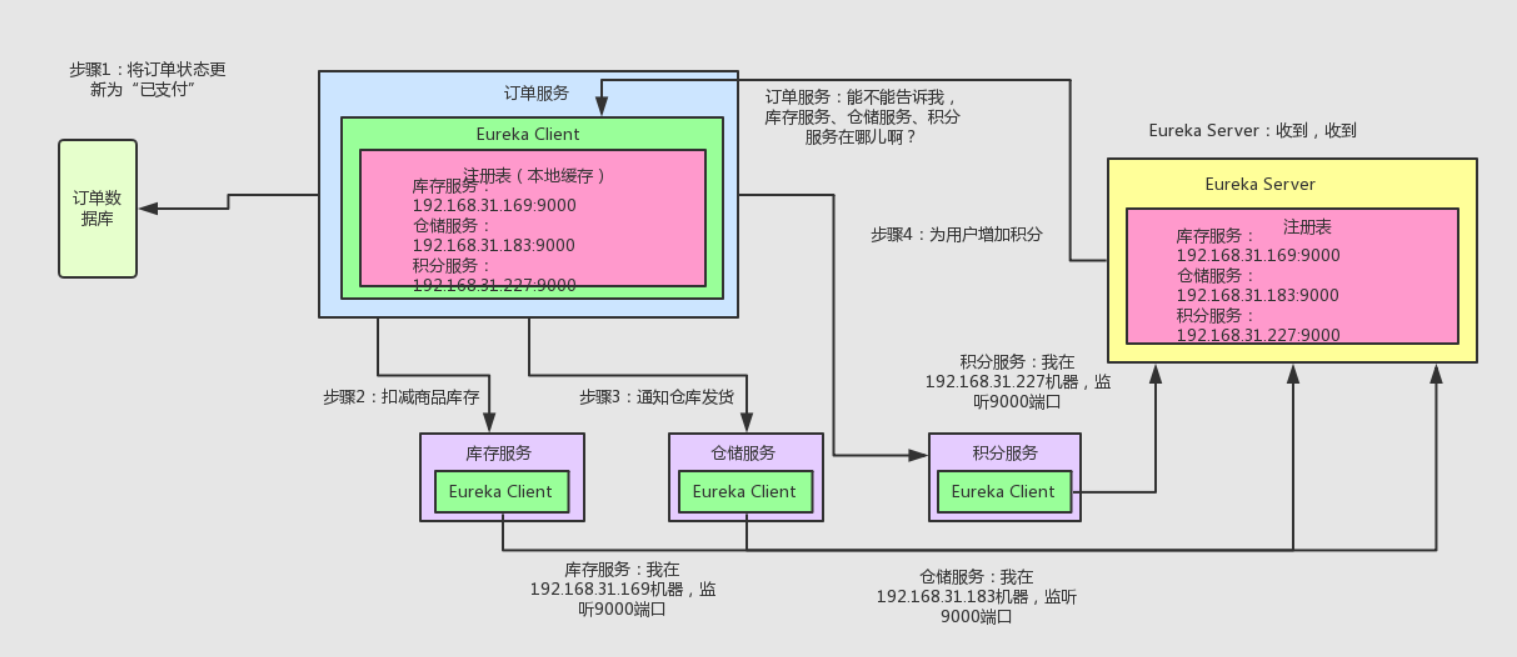 步骤1：将订单状态更
新为“已支付”
订单数
据库
订单服务
Eureka Client
注册表（本地缓存）
库存服务：
192.168.31.169:9000
仓储服务：
192.168.31.183:9000
积分服务：
192.168.31.227:9000
订单服务：能不能告诉我，
库存服务、仓储服务、积分
服务在哪儿啊？
Eureka Server：收到，收到
Eureka Server
注册表
库存服务：
192.168.31.169:9000
仓储服务：
192.168.31.183:9000
积分服务：
192.168.31.227:9000
步骤4：为用户增加积分
步骤2：扣减商品库存
步骤3：通知仓库发货
积分服务：我在
192.168.31.227机器，监
听9000端口
库存服务
Eureka Client
仓储服务
Eureka Client
积分服务
Eureka Client
库存服务：我在
192.168.31.169机器，监
听9000端口
仓储服务：我在
192.168.31.183机器，监听
9000端口